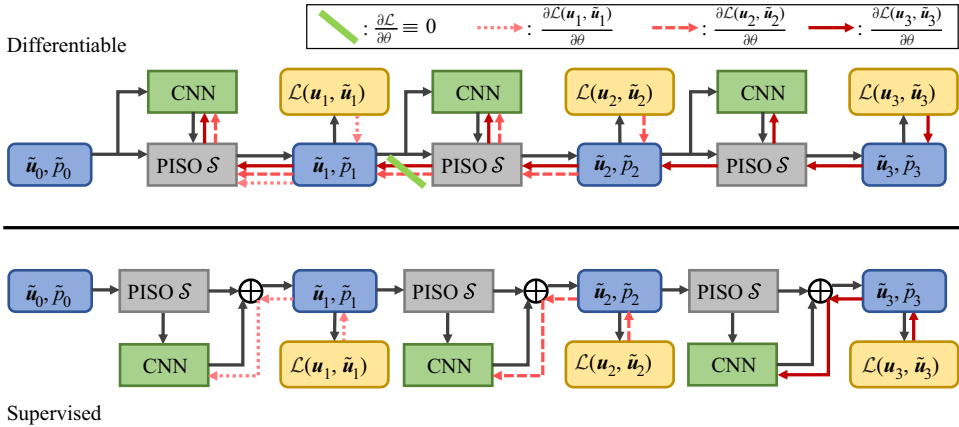 : ∂ℒ/∂θ ≡ 0 : ∂ℒ(𝒖₁, ũ₁)/∂θ : ∂ℒ(𝒖₂, ũ₂)/∂θ : ∂ℒ(𝒖₃, ũ₃)/∂θ
Differentiable
CNN ℒ(𝒖₁, ũ₁) CNN ℒ(𝒖₂, ũ₂) CNN ℒ(𝒖₃, ũ₃)
ũ₀, p̃₀ PISO 𝒮 ũ₁, p̃₁ PISO 𝒮 ũ₂, p̃₂ PISO 𝒮 ũ₃, p̃₃
ũ₀, p̃₀ PISO 𝒮 ũ₁, p̃₁ PISO 𝒮 ũ₂, p̃₂ PISO 𝒮 ũ₃, p̃₃
CNN ℒ(𝒖₁, ũ₁) CNN ℒ(𝒖₂, ũ₂) CNN ℒ(𝒖₃, ũ₃)
Supervised